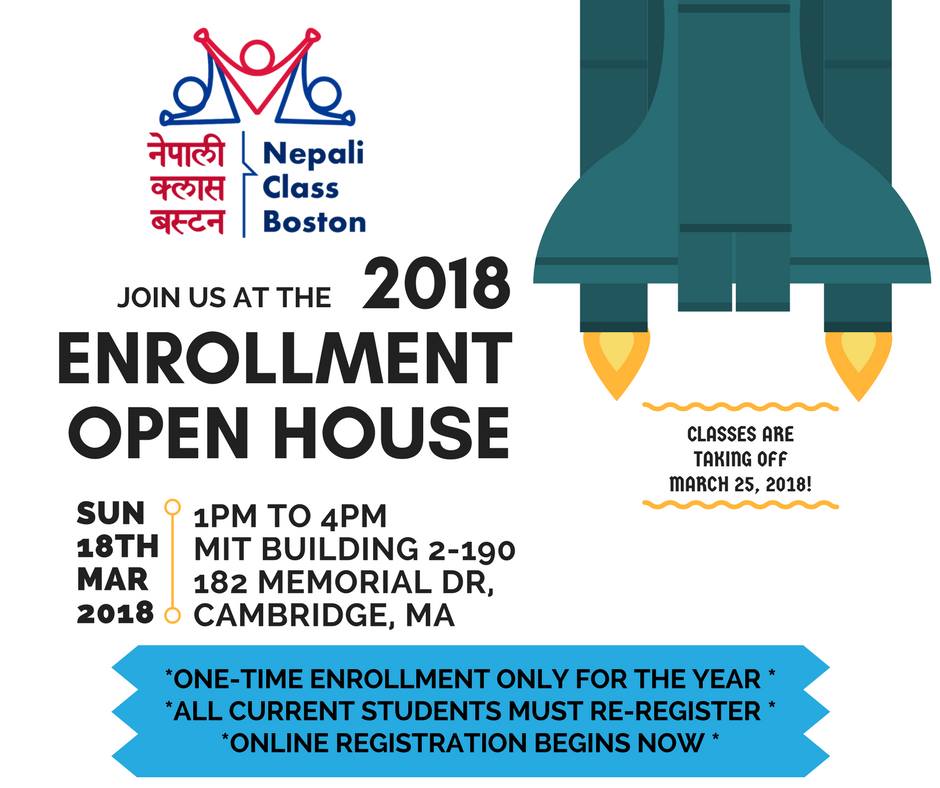 नेपाली
क्लास
बस्टन
Nepali
Class
Boston
JOIN US AT THE 2018
ENROLLMENT
OPEN HOUSE
SUN
18TH
MAR
2018
1PM TO 4PM
MIT BUILDING 2-190
182 MEMORIAL DR,
CAMBRIDGE, MA
CLASSES ARE
TAKING OFF
MARCH 25, 2018!
*ONE-TIME ENROLLMENT ONLY FOR THE YEAR *
*ALL CURRENT STUDENTS MUST RE-REGISTER *
*ONLINE REGISTRATION BEGINS NOW *